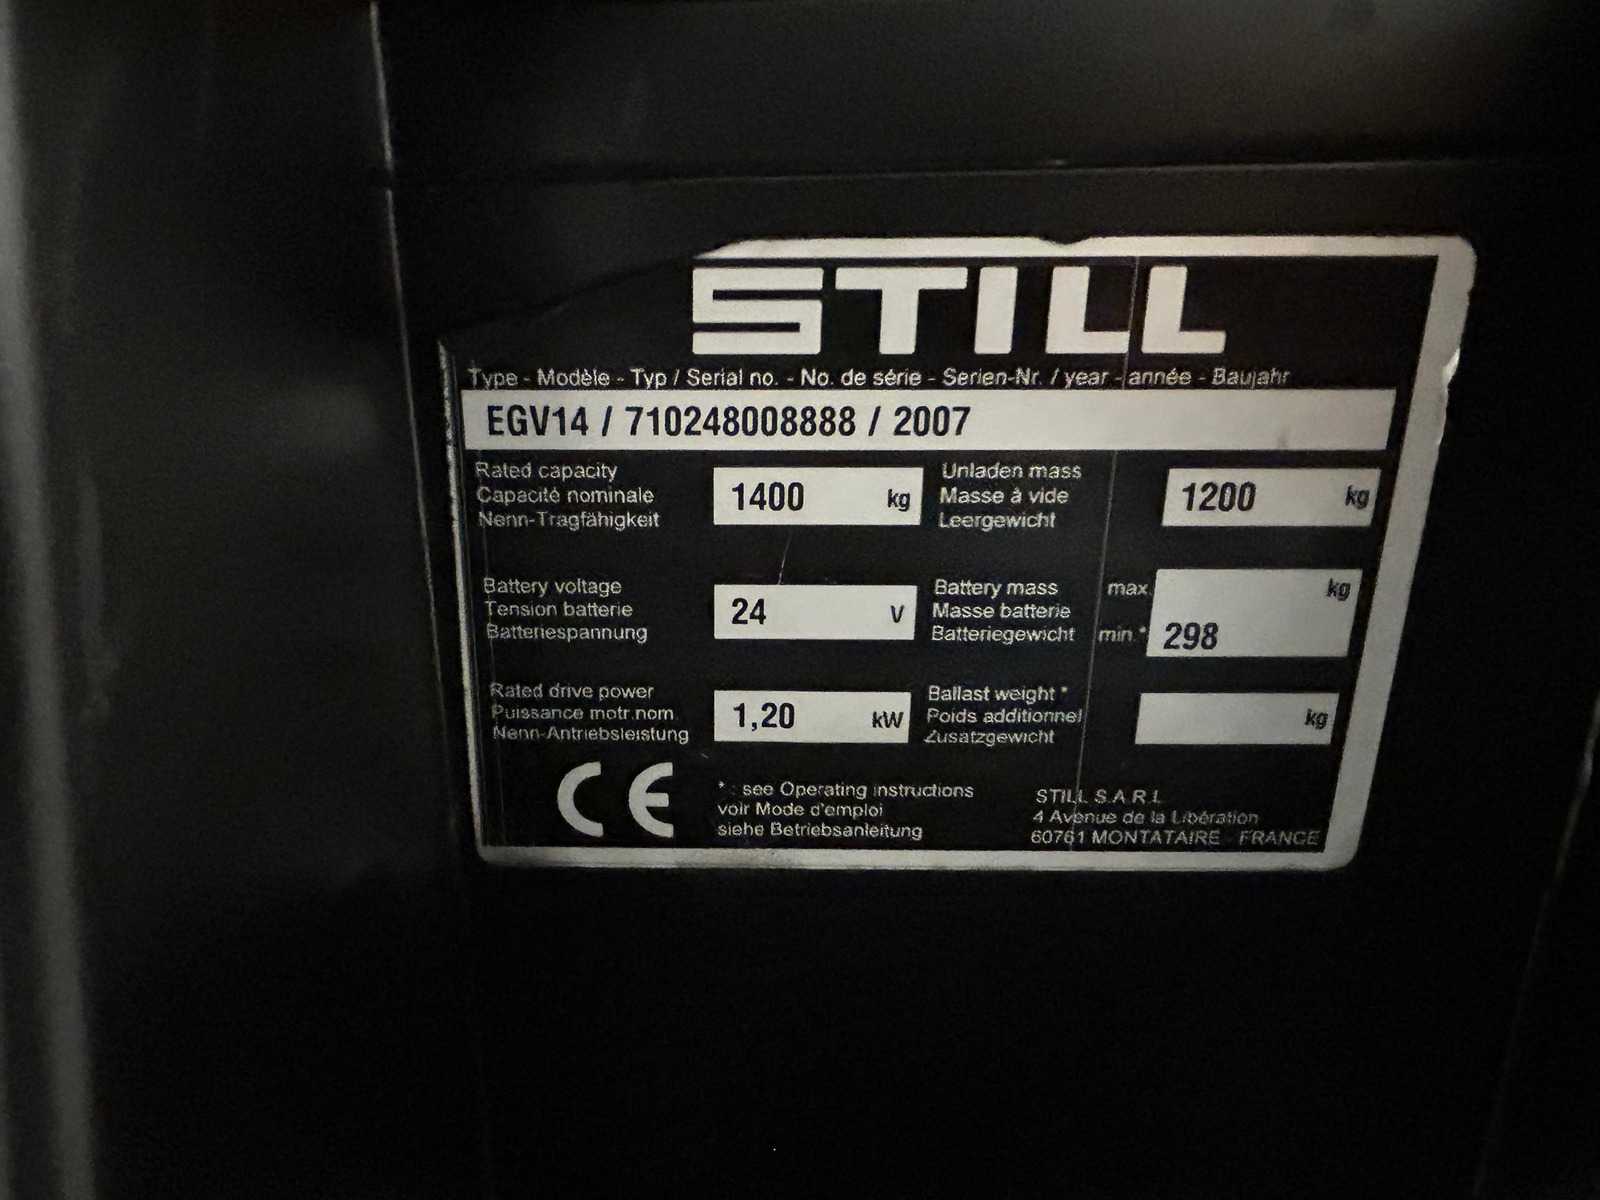 STILL
Type - Modèle - Typ / Serial no. - No. de série - Serien-Nr. / year - année - Baujahr
EGV14 / 710248008888 / 2007
Rated capacity
Capacité nominale
Nenn-Tragfähigkeit
1400 kg
Unladen mass
Masse à vide
Leergewicht
1200 kg
Battery voltage
Tension batterie
Batteriespannung
24 V
Battery mass max. kg
Masse batterie
Batteriegewicht min.* 298
Rated drive power
Puissance motr.nom
Nenn-Antriebsleistung
1,20 kW
Ballast weight *
Poids additionnel
Zusatzgewicht
kg
CE
* : see Operating instructions
voir Mode d'emploi
siehe Betriebsanleitung
STILL S.A.R.L
4 Avenue de la Libération
60761 MONTATAIRE - FRANCE